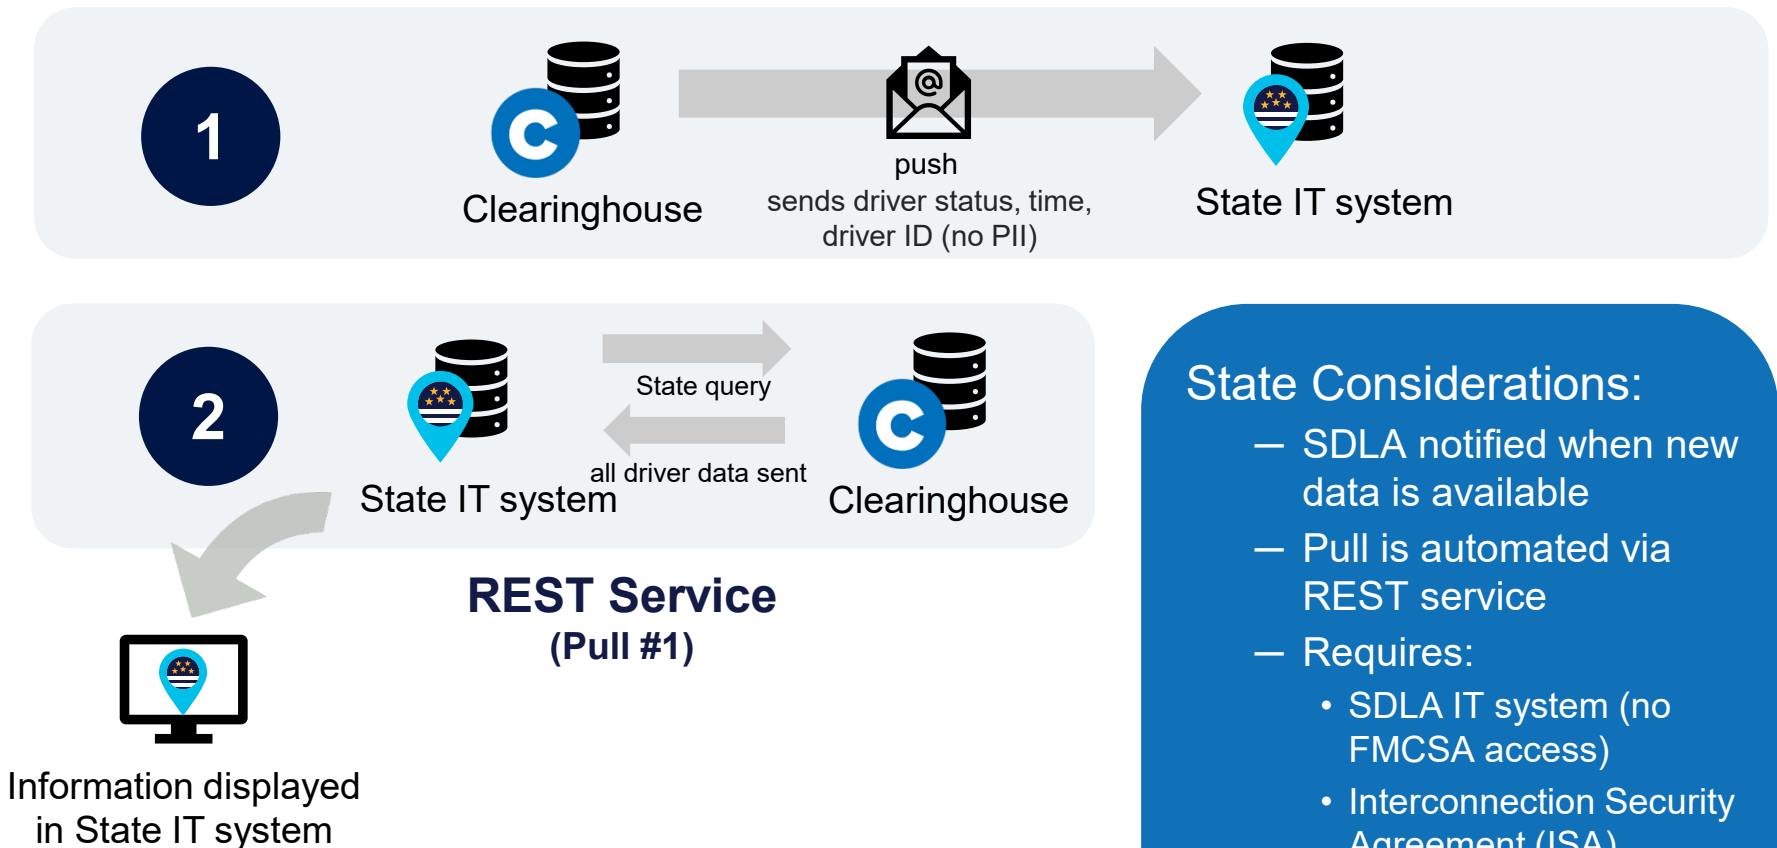 1
C
Clearinghouse
@
push
sends driver status, time,
driver ID (no PII)
State IT system
2
State IT system
State query
all driver data sent
C
Clearinghouse
REST Service
(Pull #1)
Information displayed
in State IT system
State Considerations:
— SDLA notified when new
data is available
— Pull is automated via
REST service
— Requires:
• SDLA IT system (no
FMCSA access)
• Interconnection Security
Agreement (ISA)